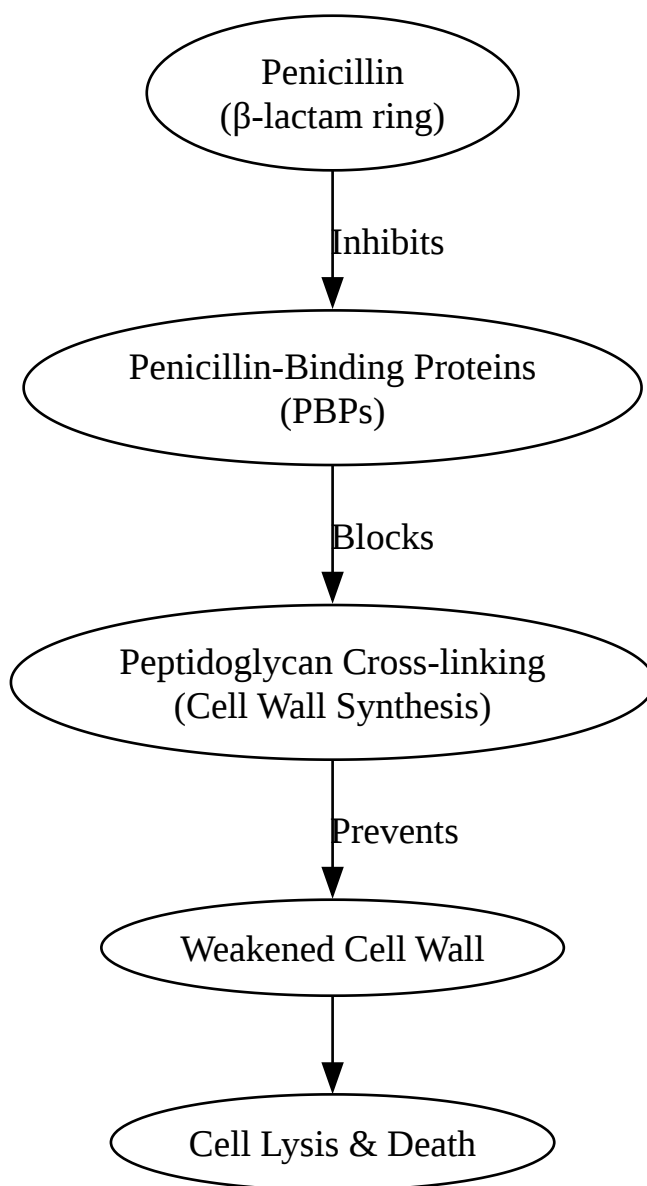 Penicillin
(β-lactam ring)
Inhibits
Penicillin-Binding Proteins
(PBPs)
Blocks
Peptidoglycan Cross-linking
(Cell Wall Synthesis)
Prevents
Weakened Cell Wall
Cell Lysis & Death